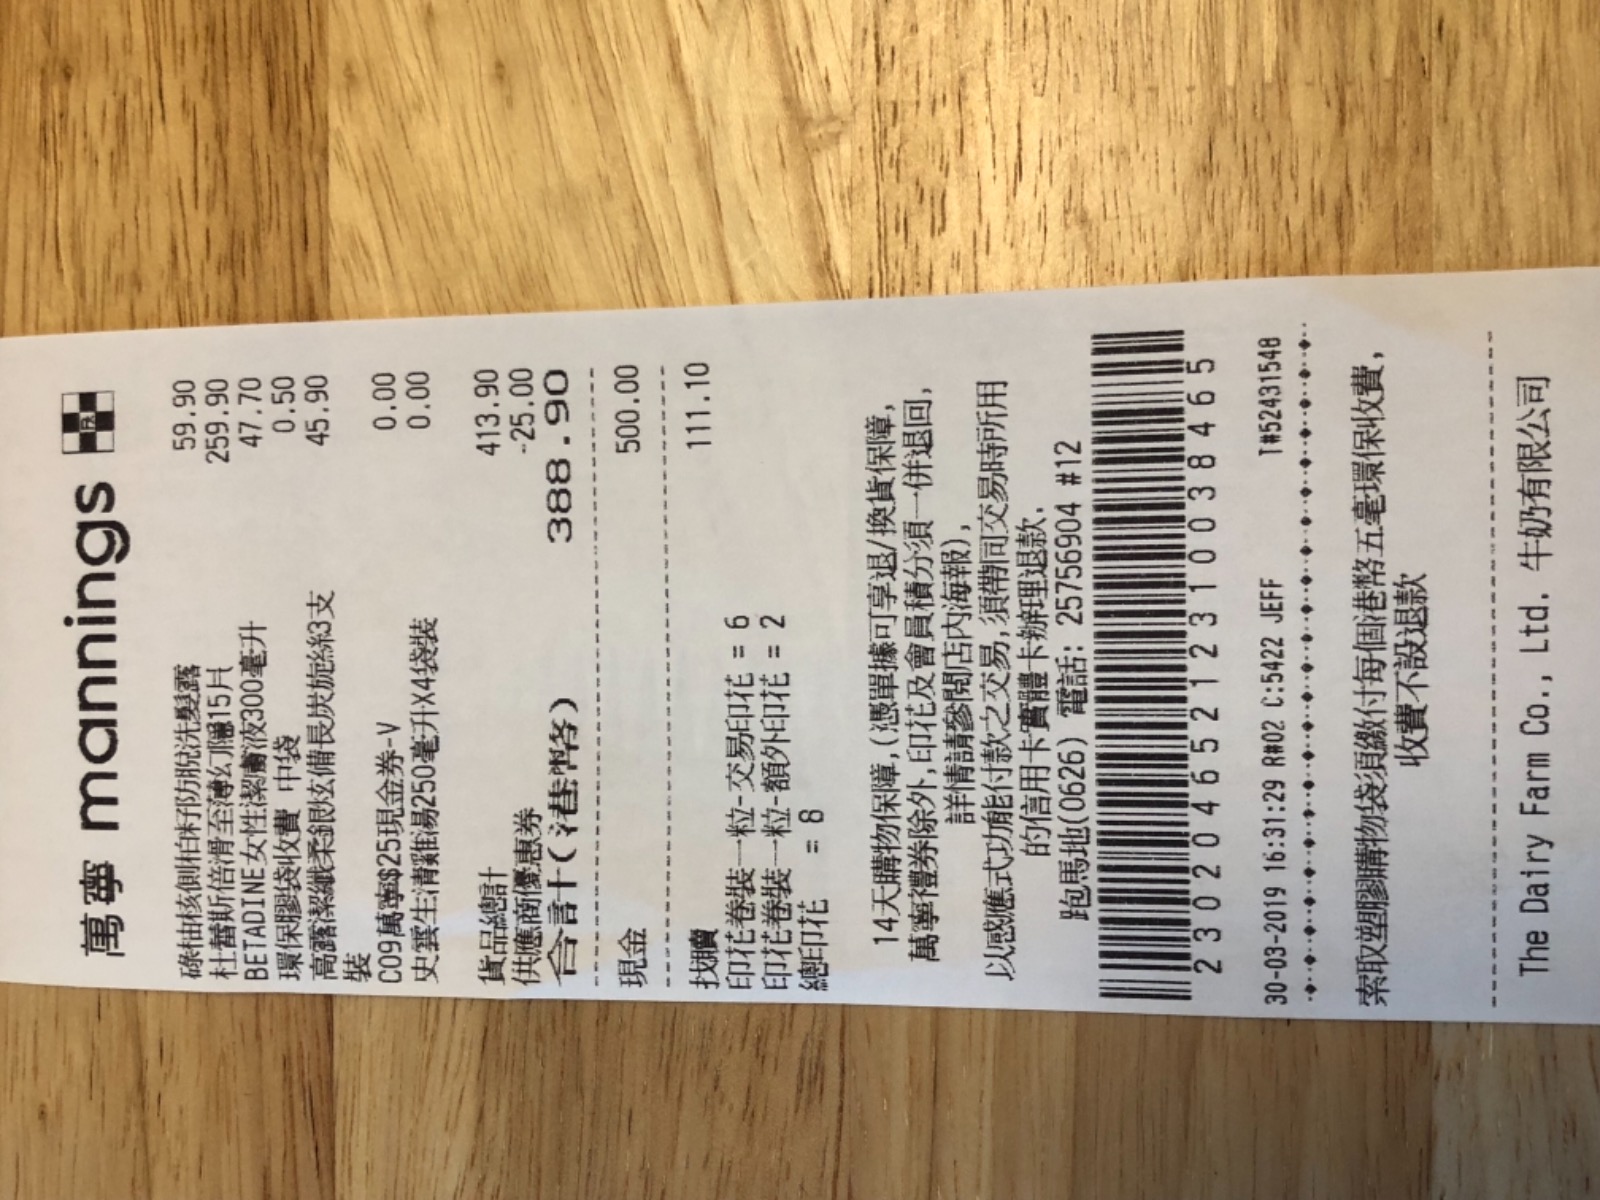 萬寧 mannings
碌柚核側柏籽防脫洗髮露 59.90
杜蕾斯倍滑至薄幻隱15片 259.90
BETADINE女性潔膚液300毫升 47.70
環保膠袋收費 中袋 0.50
高露潔纖柔銀炫備長炭旋絲3支 45.90
裝
C09萬寧$25現金券-V 0.00
史雲生清雞湯250毫升X4袋裝 0.00
貨品總計 413.90
供應商優惠券 -25.00
合計(港幣) 388.90
現金 500.00
找贖 111.10
印花卷裝一粒-交易印花 = 6
印花卷裝一粒-額外印花 = 2
總印花 = 8
14天購物保障,(憑單據可享退/換貨保障,
萬寧禮券除外,印花及會員積分須一併退回,
詳情請參閱店內海報),
以感應式功能付款之交易,須帶同交易時所用
的信用卡實體卡辦理退款.
跑馬地(0626) 電話: 25756904 #12
2302046521231003 8465
30-03-2019 16:31:29 R#02 C:5422 JEFF T#52431548
索取塑膠購物袋須繳付每個港幣五毫環保收費,
收費不設退款
The Dairy Farm Co., Ltd. 牛奶有限公司